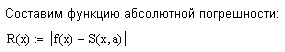 Составим функцию абсолютной погрешности:
R(x) := |f(x) − S(x,a)|